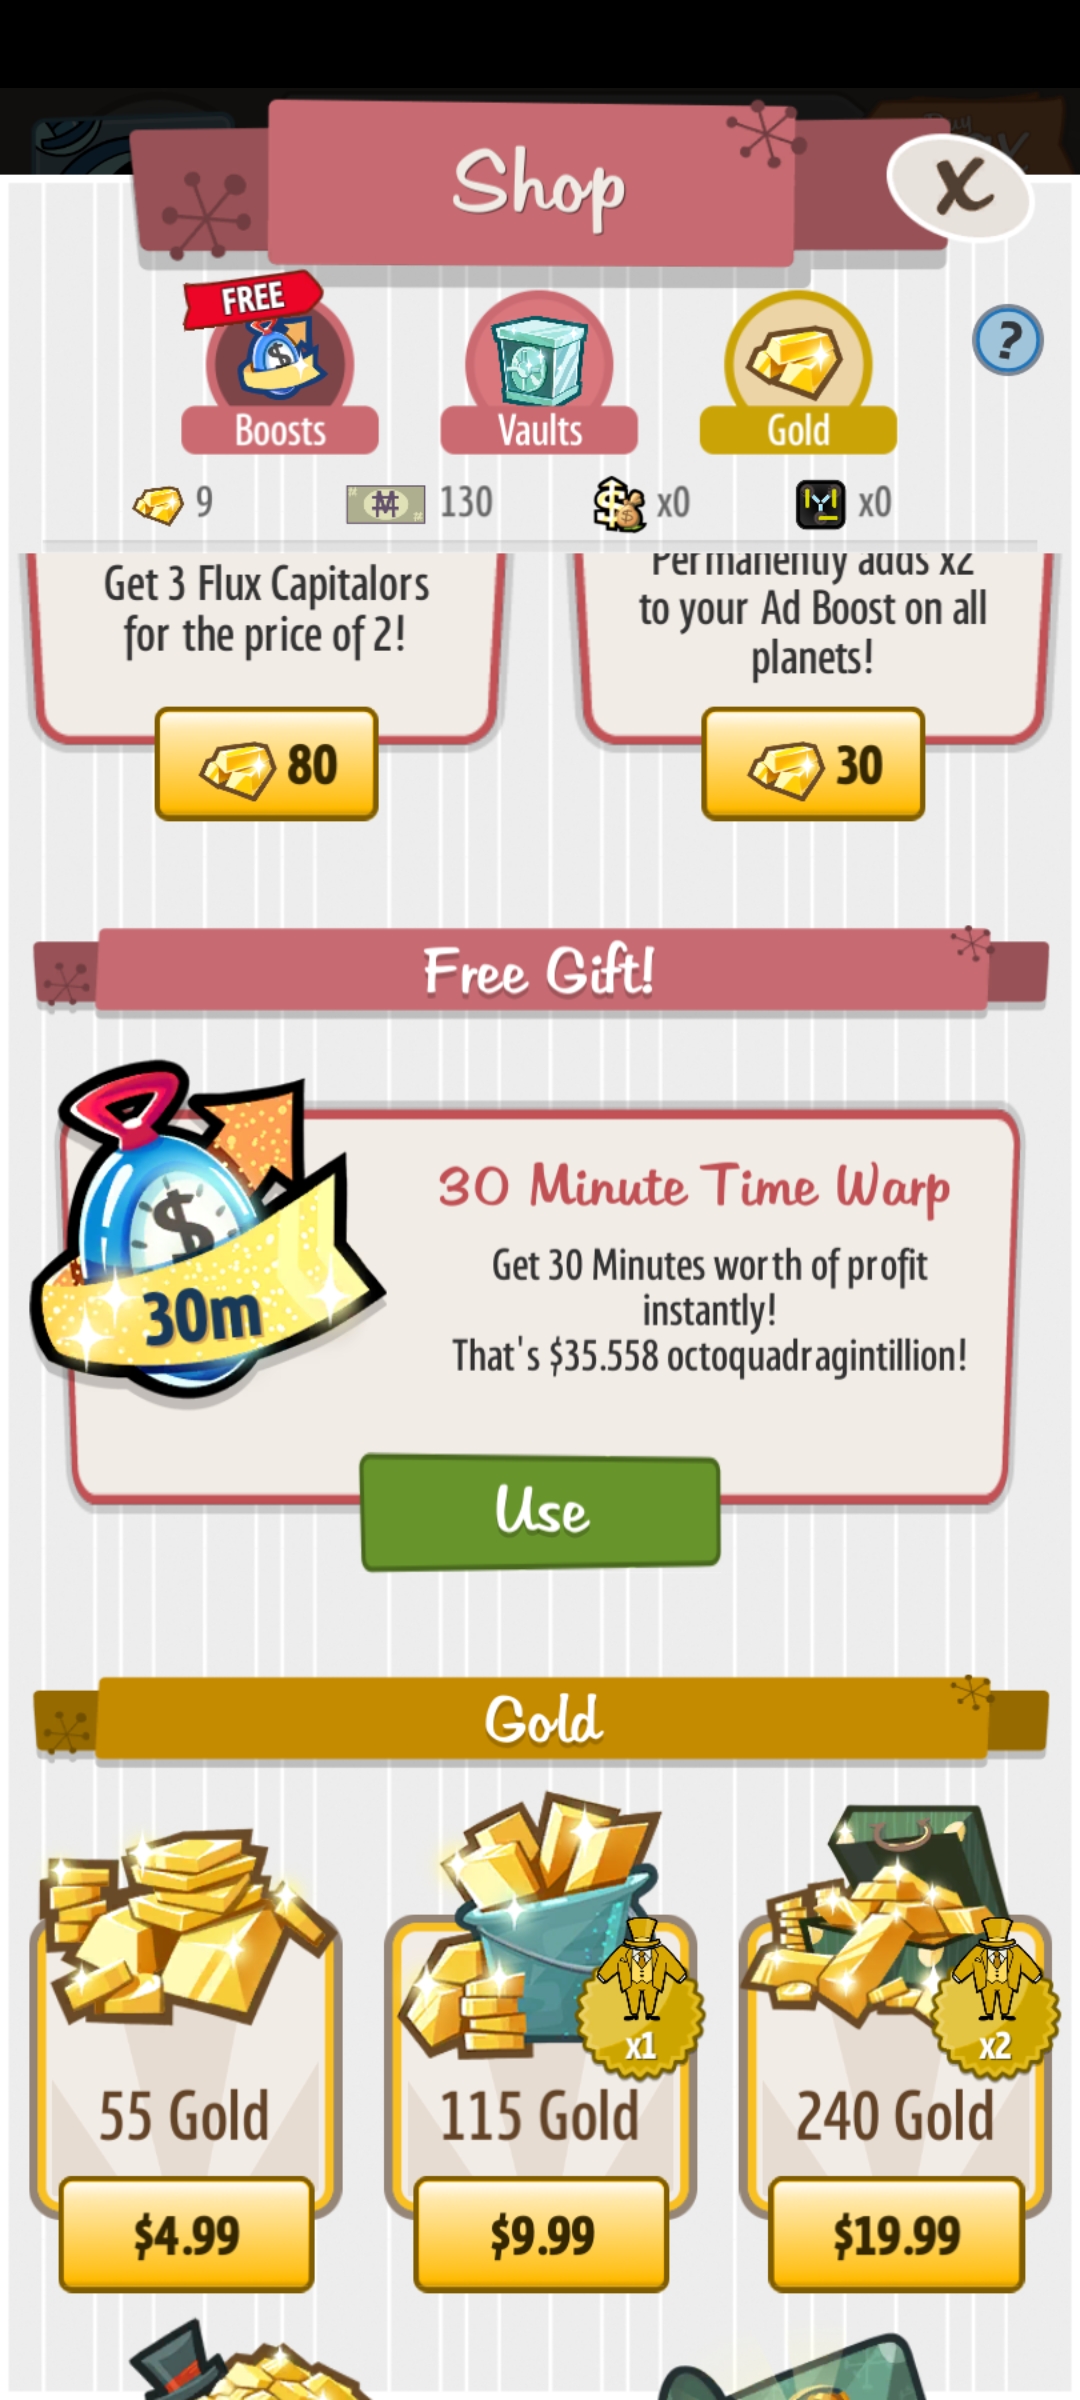 Shop
X
FREE
?
Boosts
Vaults
Gold
9
130
x0
x0
Get 3 Flux Capitalors
for the price of 2!
80
Permanently adds x2
to your Ad Boost on all
planets!
30
Free Gift!
30m
30 Minute Time Warp
Get 30 Minutes worth of profit
instantly!
That's $35.558 octoquadragintillion!
Use
Gold
x1
x2
55 Gold
115 Gold
240 Gold
$4.99
$9.99
$19.99